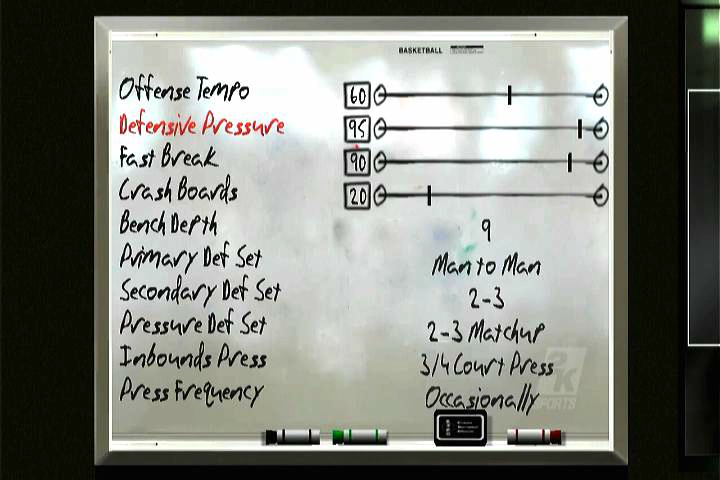 BASKETBALL
Offense Tempo 60
Defensive Pressure 95
Fast Break 90
Crash Boards 20
Bench Depth 9
Primary Def Set Man to Man
Secondary Def Set 2-3
Pressure Def Set 2-3 Matchup
Inbounds Press 3/4 Court Press
Press Frequency Occasionally
2K
SPORTS